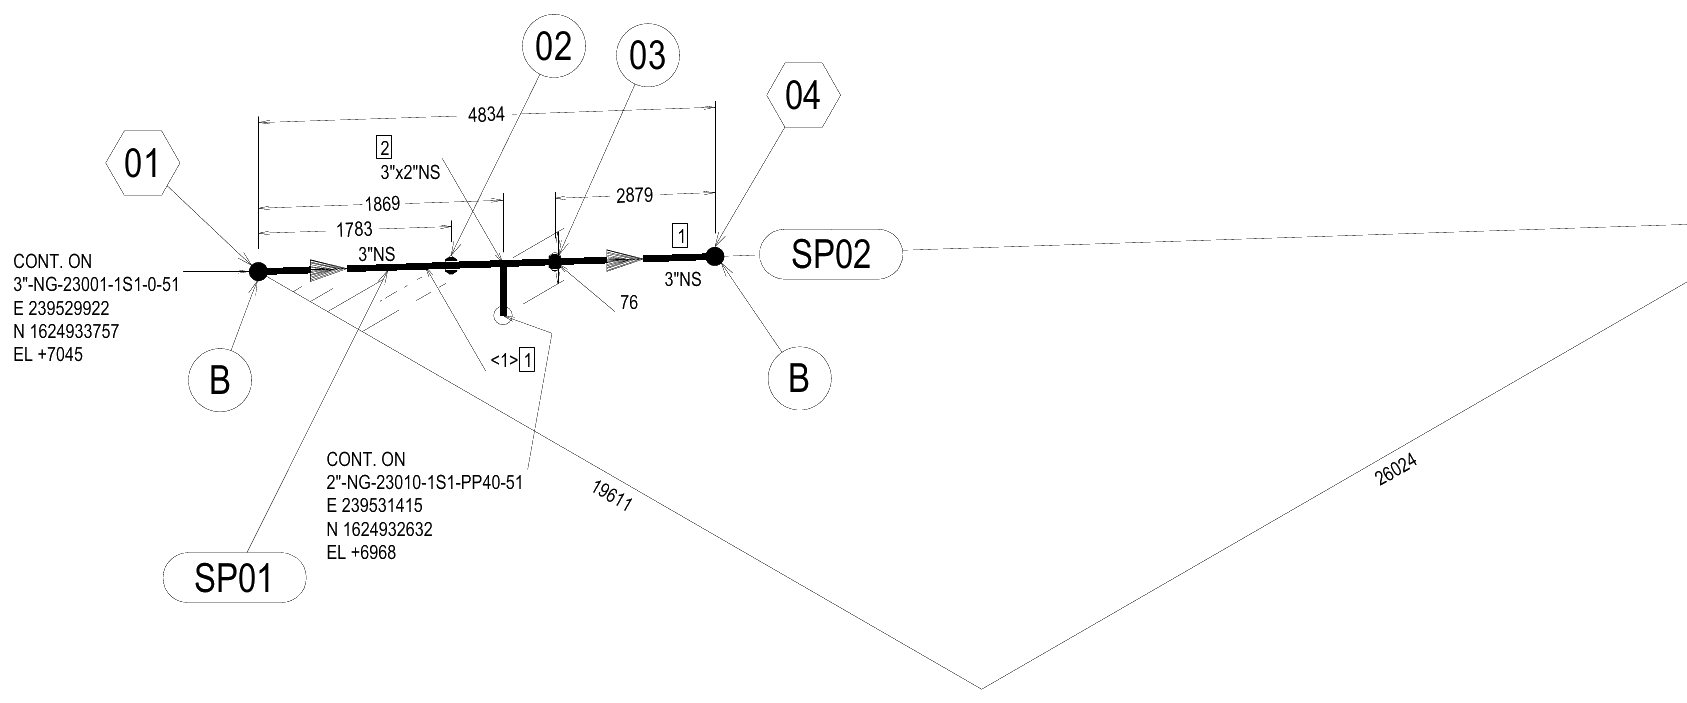 02
03
04
4834
2
3"x2"NS
01
1869
2879
1783
3"NS
1
SP02
CONT. ON
3"-NG-23001-1S1-0-51
E 239529922
N 1624933757
EL +7045
3"NS
76
<1>1
B
B
CONT. ON
2"-NG-23010-1S1-PP40-51
E 239531415
N 1624932632
EL +6968
19611
26024
SP01